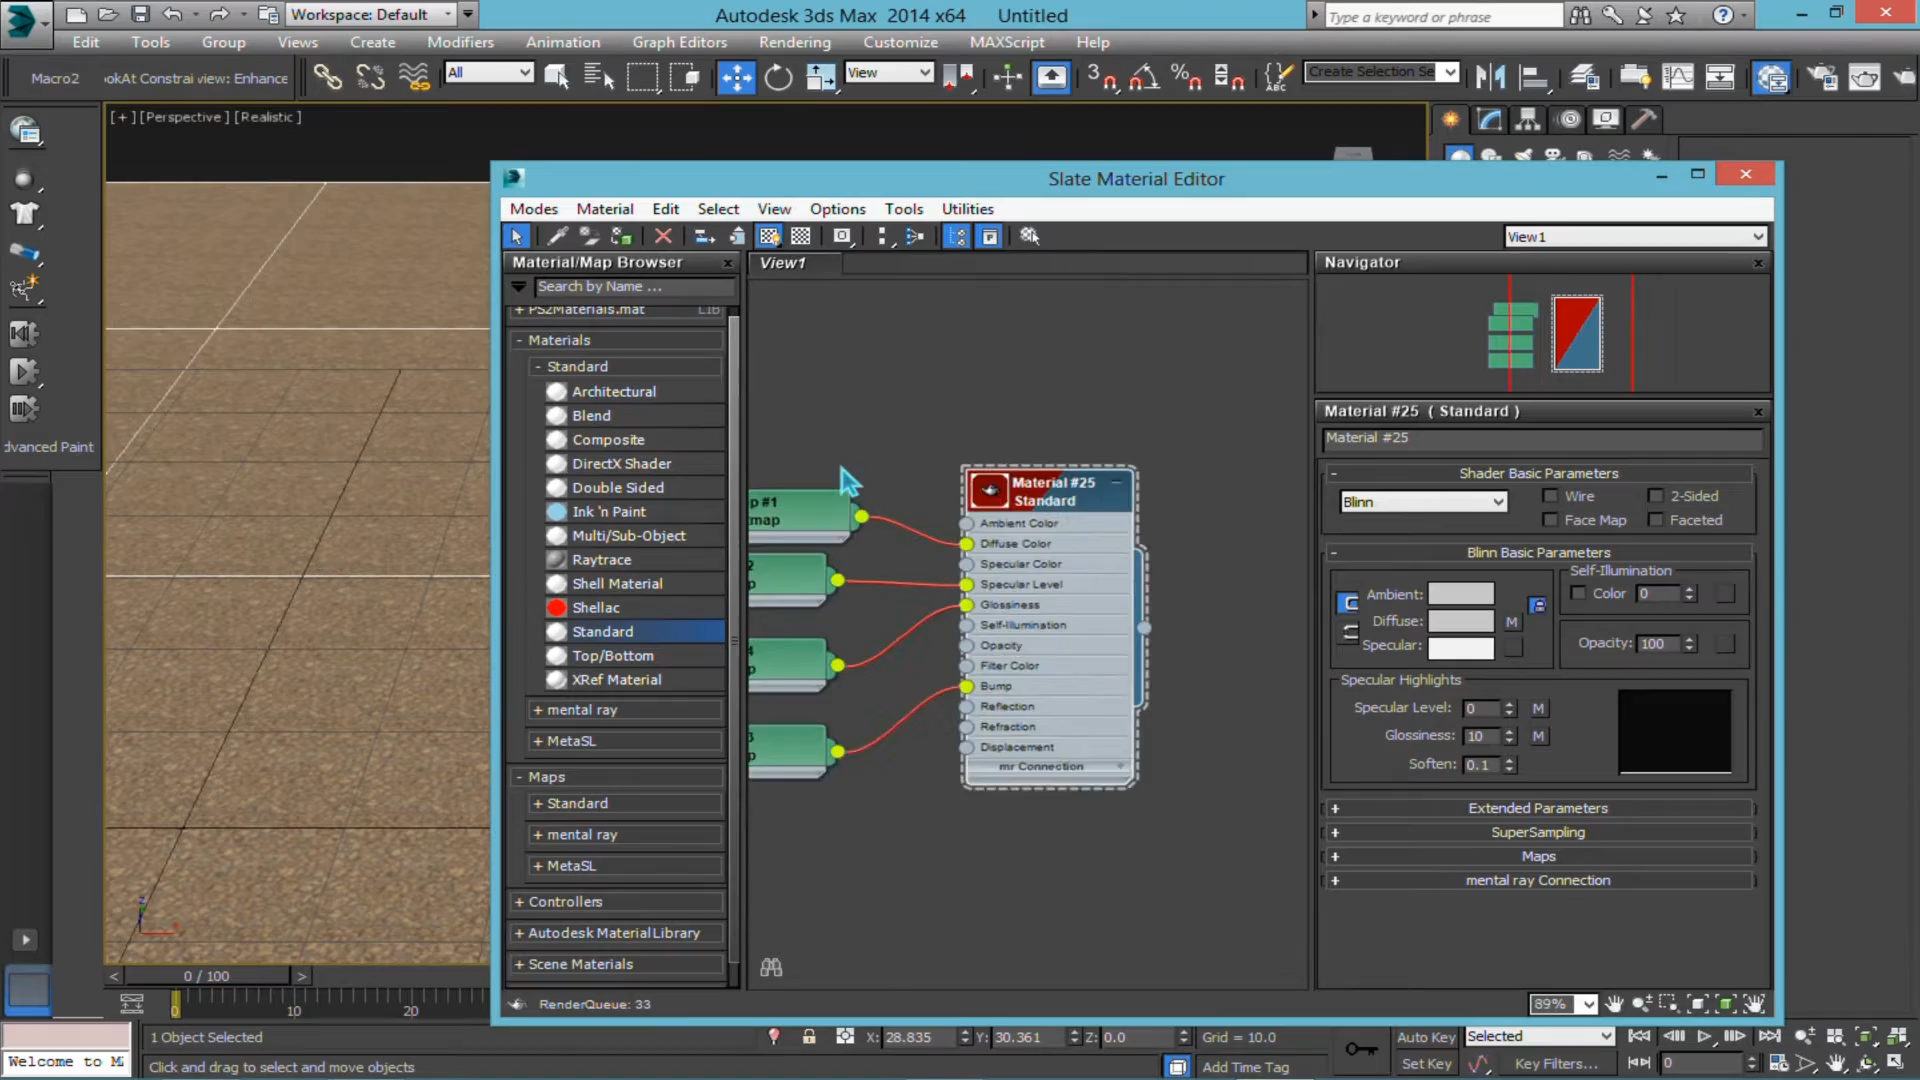 Workspace: Default
Autodesk 3ds Max 2014 x64 Untitled
Type a keyword or phrase
Edit Tools Group Views Create Modifiers Animation Graph Editors Rendering Customize MAXScript Help
Macro2
ookAt Constrai
view: Enhance
All
View
Create Selection Se
[ + ] [Perspective ] [Realistic ]
Slate Material Editor
Modes Material Edit Select View Options Tools Utilities
View1
Material/Map Browser
View1
Navigator
Search by Name ...
+ PS2Materials.mat LIB
- Materials
- Standard
Architectural
Blend
Composite
DirectX Shader
Double Sided
Ink 'n Paint
Multi/Sub-Object
Raytrace
Shell Material
Shellac
Standard
Top/Bottom
XRef Material
+ mental ray
+ MetaSL
- Maps
+ Standard
+ mental ray
+ MetaSL
+ Controllers
+ Autodesk Material Library
+ Scene Materials
RenderQueue: 33
p #1
map
2
p
4
p
3
p
Material #25
Standard
Ambient Color
Diffuse Color
Specular Color
Specular Level
Glossiness
Self-Illumination
Opacity
Filter Color
Bump
Reflection
Refraction
Displacement
mr Connection +
Material #25 ( Standard )
Material #25
- Shader Basic Parameters
Blinn
Wire
2-Sided
Face Map
Faceted
- Blinn Basic Parameters
Self-Illumination
Ambient:
Color 0
Diffuse: M
Specular:
Opacity: 100
Specular Highlights
Specular Level: 0 M
Glossiness: 10 M
Soften: 0.1
+ Extended Parameters
+ SuperSampling
+ Maps
+ mental ray Connection
89%
dvanced Paint
z
< 0 / 100 >
0 10 20
1 Object Selected
X: 28.835
Y: 30.361
Z: 0.0
Grid = 10.0
Auto Key
Selected
Welcome to M
Click and drag to select and move objects
Add Time Tag
Set Key
Key Filters...
0